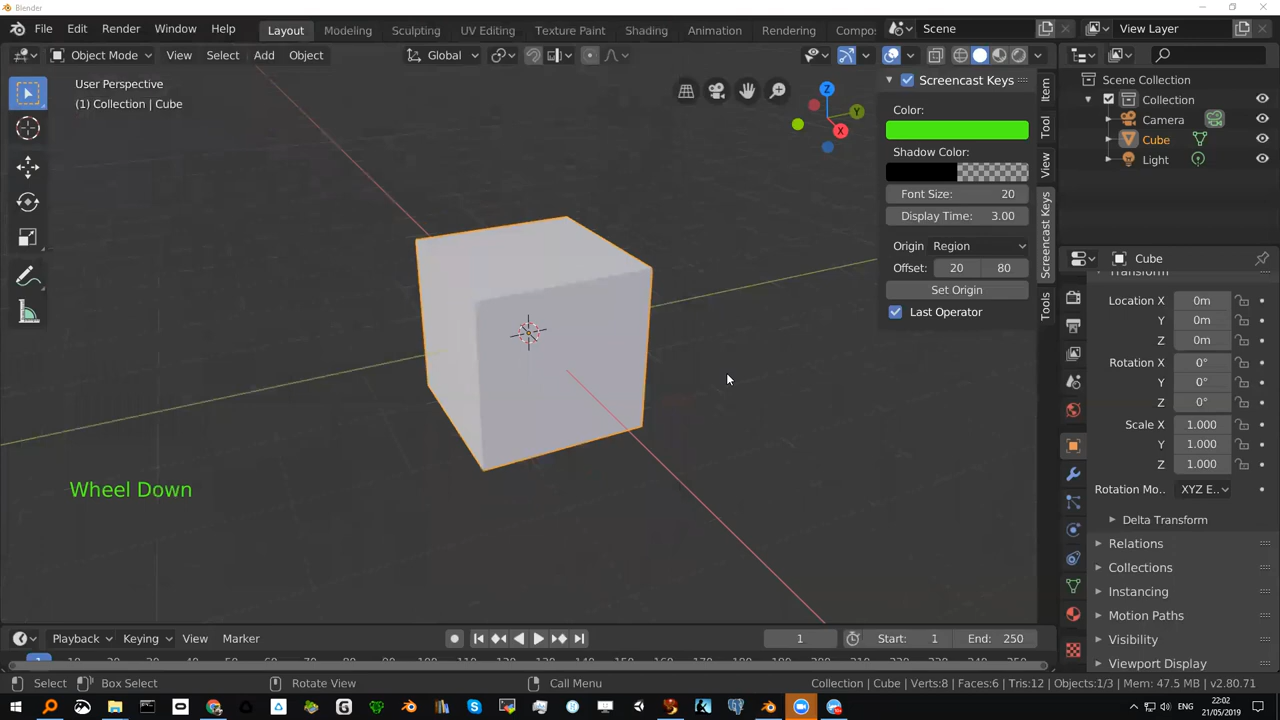 Blender
File Edit Render Window Help Layout Modeling Sculpting UV Editing Texture Paint Shading Animation Rendering Compos Scene View Layer
Object Mode View Select Add Object Global
User Perspective
(1) Collection | Cube
Z
Y
X
Screencast Keys
Color:
Shadow Color:
Font Size: 20
Display Time: 3.00
Origin Region
Offset: 20 80
Set Origin
Last Operator
Item
Tool
View
Screencast Keys
Tools
Scene Collection
Collection
Camera
Cube
Light
Cube
Transform
Location X 0m
Y 0m
Z 0m
Rotation X 0°
Y 0°
Z 0°
Scale X 1.000
Y 1.000
Z 1.000
Rotation Mo.. XYZ E..
Delta Transform
Relations
Collections
Instancing
Motion Paths
Visibility
Viewport Display
Wheel Down
Playback Keying View Marker 1 Start: 1 End: 250
1
Select Box Select Rotate View Call Menu Collection | Cube | Verts:8 | Faces:6 | Tris:12 | Objects:1/3 | Mem: 47.5 MB | v2.80.71
22:02
21/05/2019